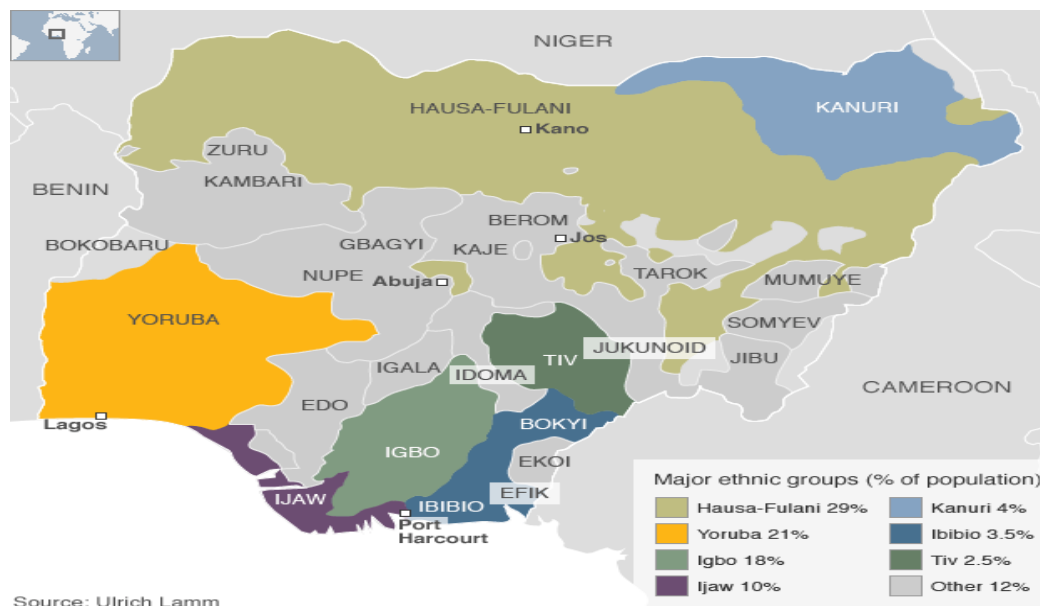 NIGER
HAUSA-FULANI
KANURI
Kano
ZURU
KAMBARI
BENIN
BEROM
BOKOBARU
GBAGYI
KAJE
Jos
NUPE
Abuja
TAROK
MUMUYE
YORUBA
SOMYEV
JUKUNOID
TIV
JIBU
IGALA
IDOMA
CAMEROON
EDO
Lagos
BOKYI
IGBO
EKOI
IJAW
IBIBIO
EFIK
Port
Harcourt
Major ethnic groups (% of population)
Hausa-Fulani 29%
Yoruba 21%
Igbo 18%
Ijaw 10%
Kanuri 4%
Ibibio 3.5%
Tiv 2.5%
Other 12%
Source: Ulrich Lamm